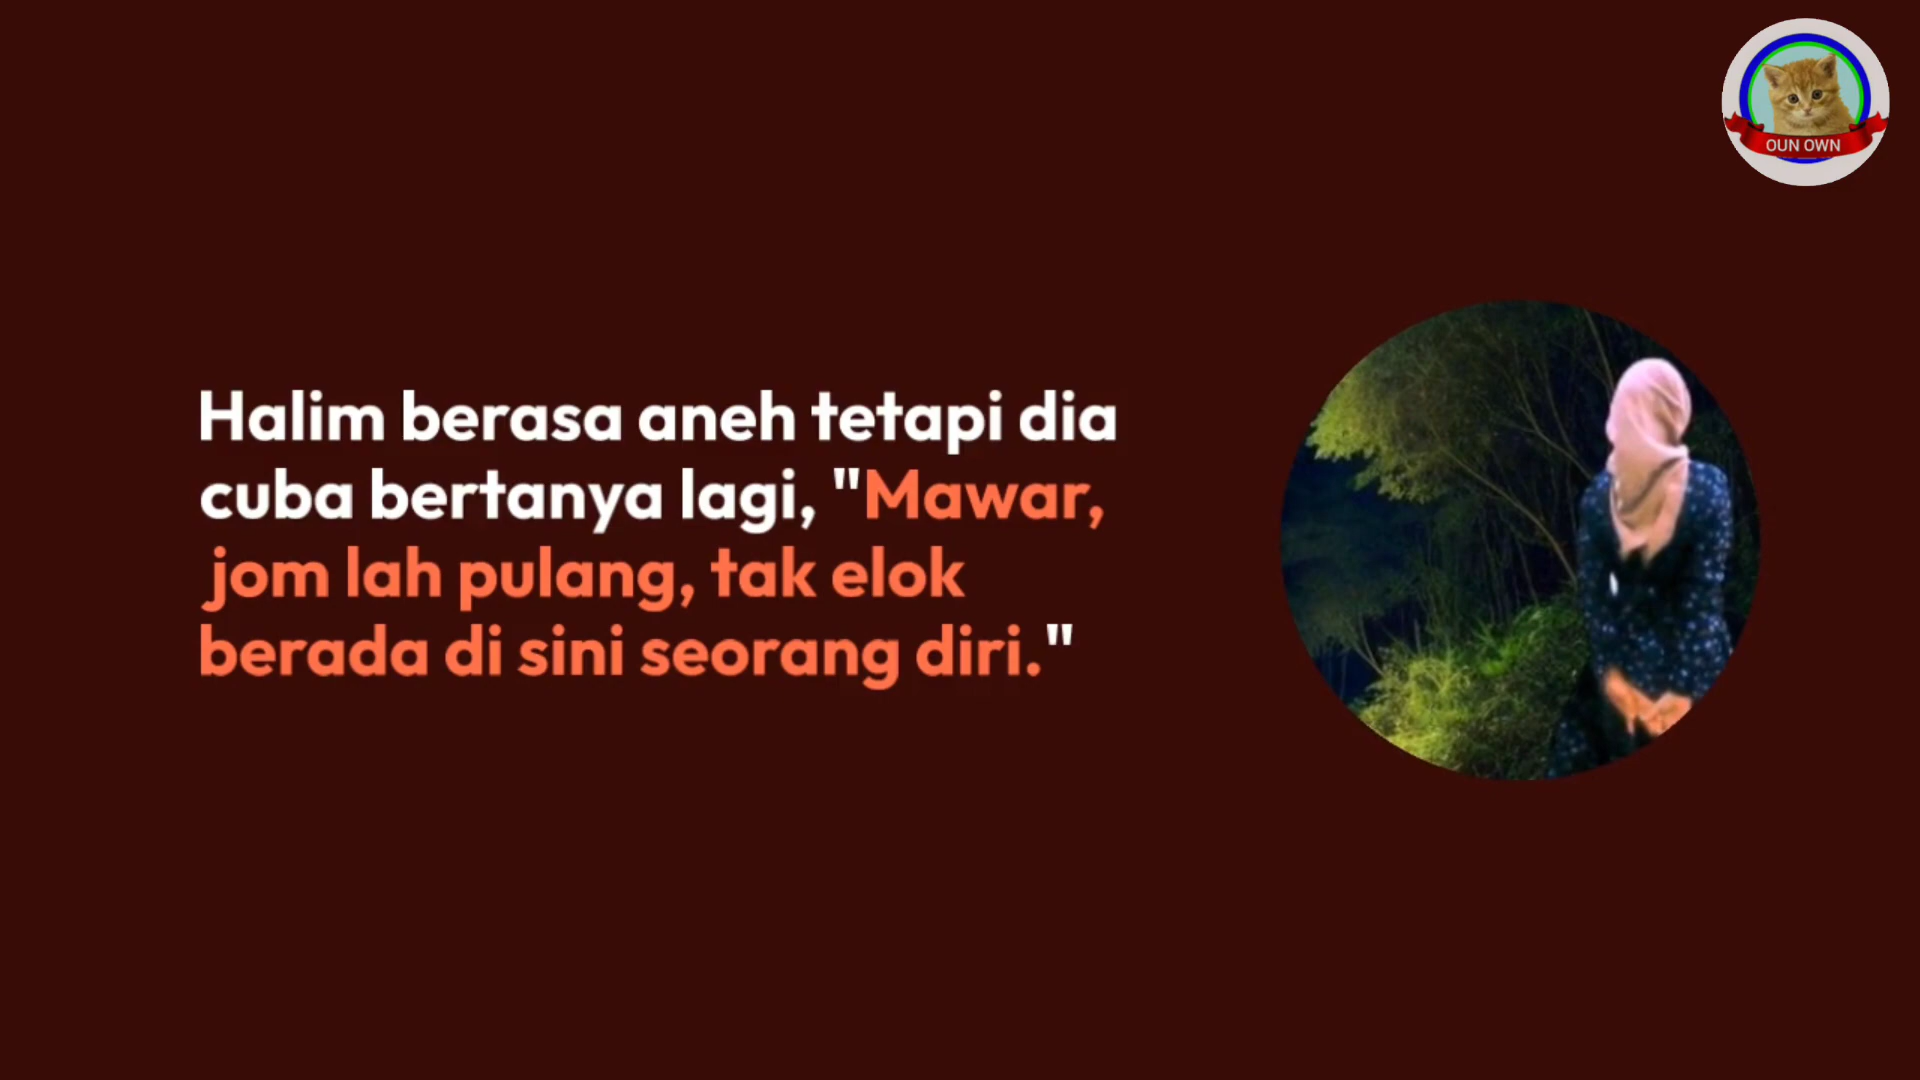 OUN OWN
Halim berasa aneh tetapi dia
cuba bertanya lagi, "Mawar,
jom lah pulang, tak elok
berada di sini seorang diri."